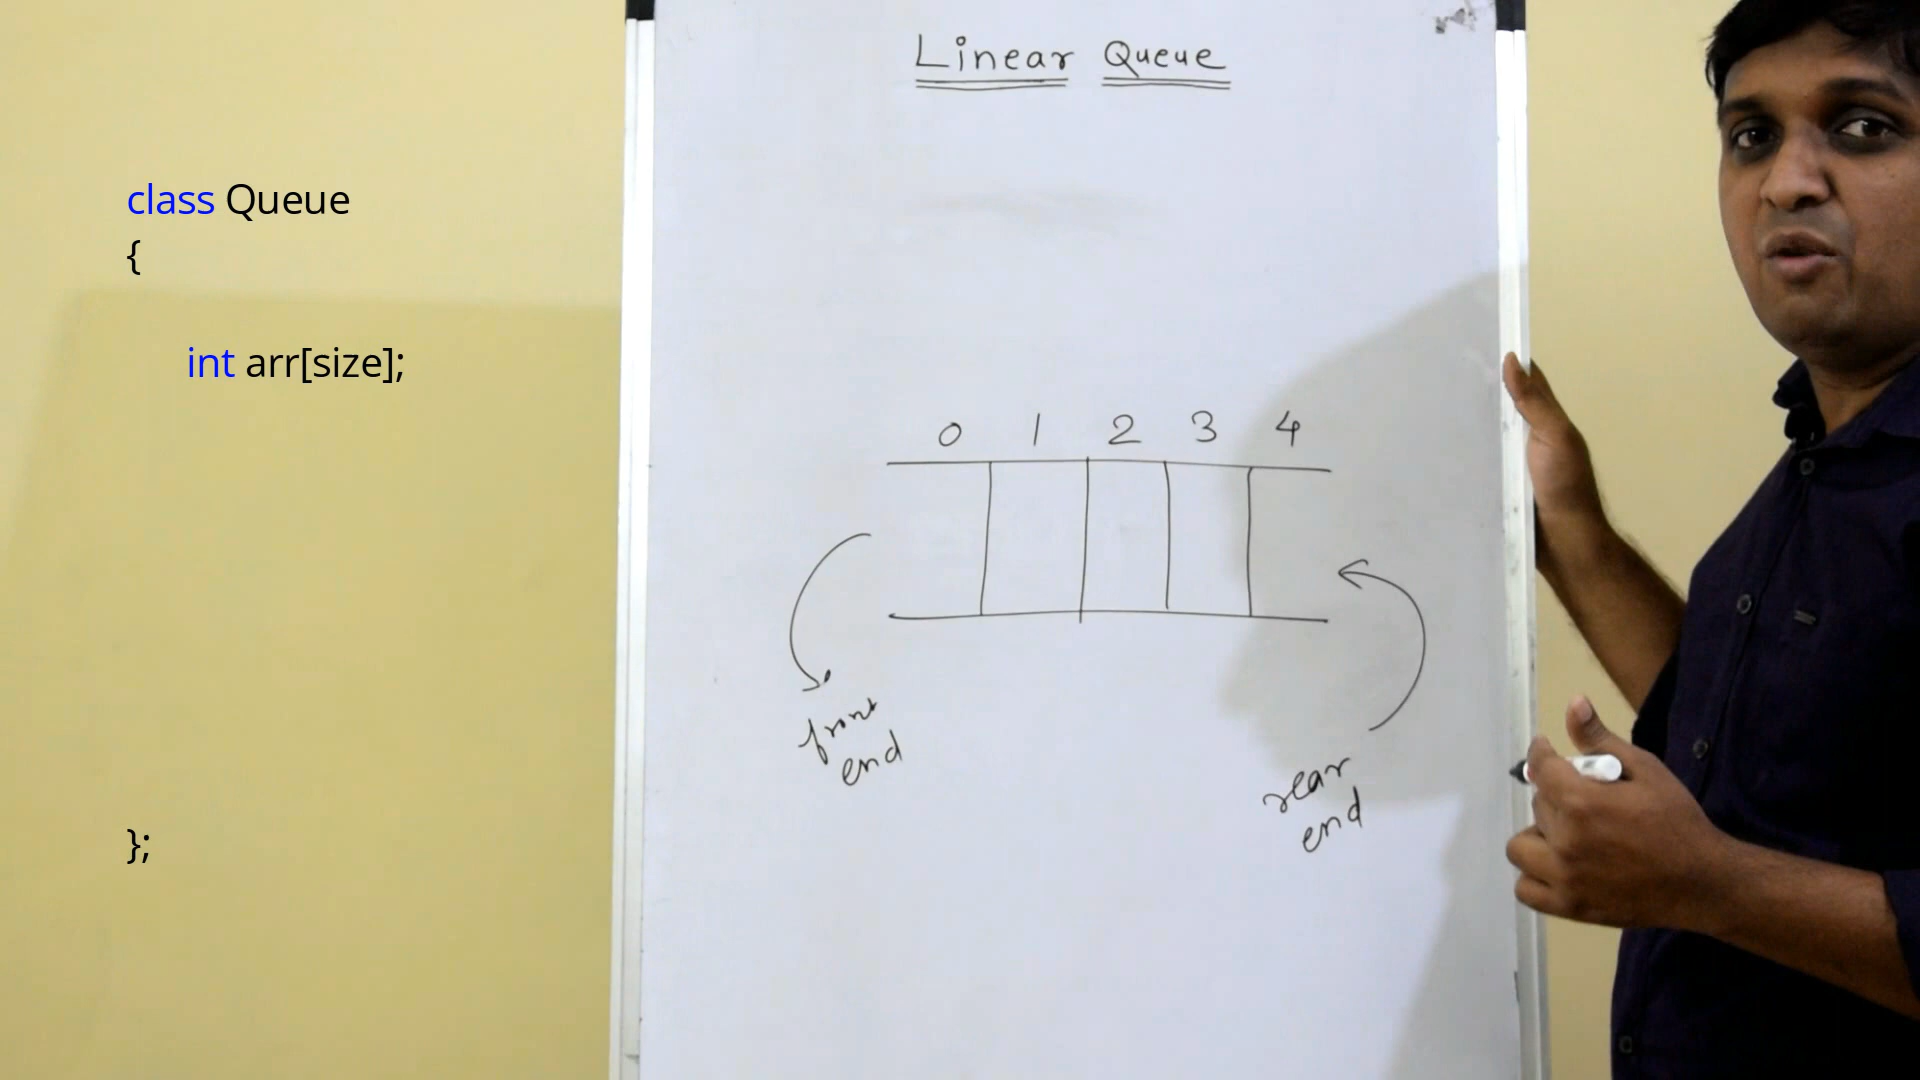 class Queue
{
int arr[size];
};
Linear Queue
0 1 2 3 4
front
end
rear
end